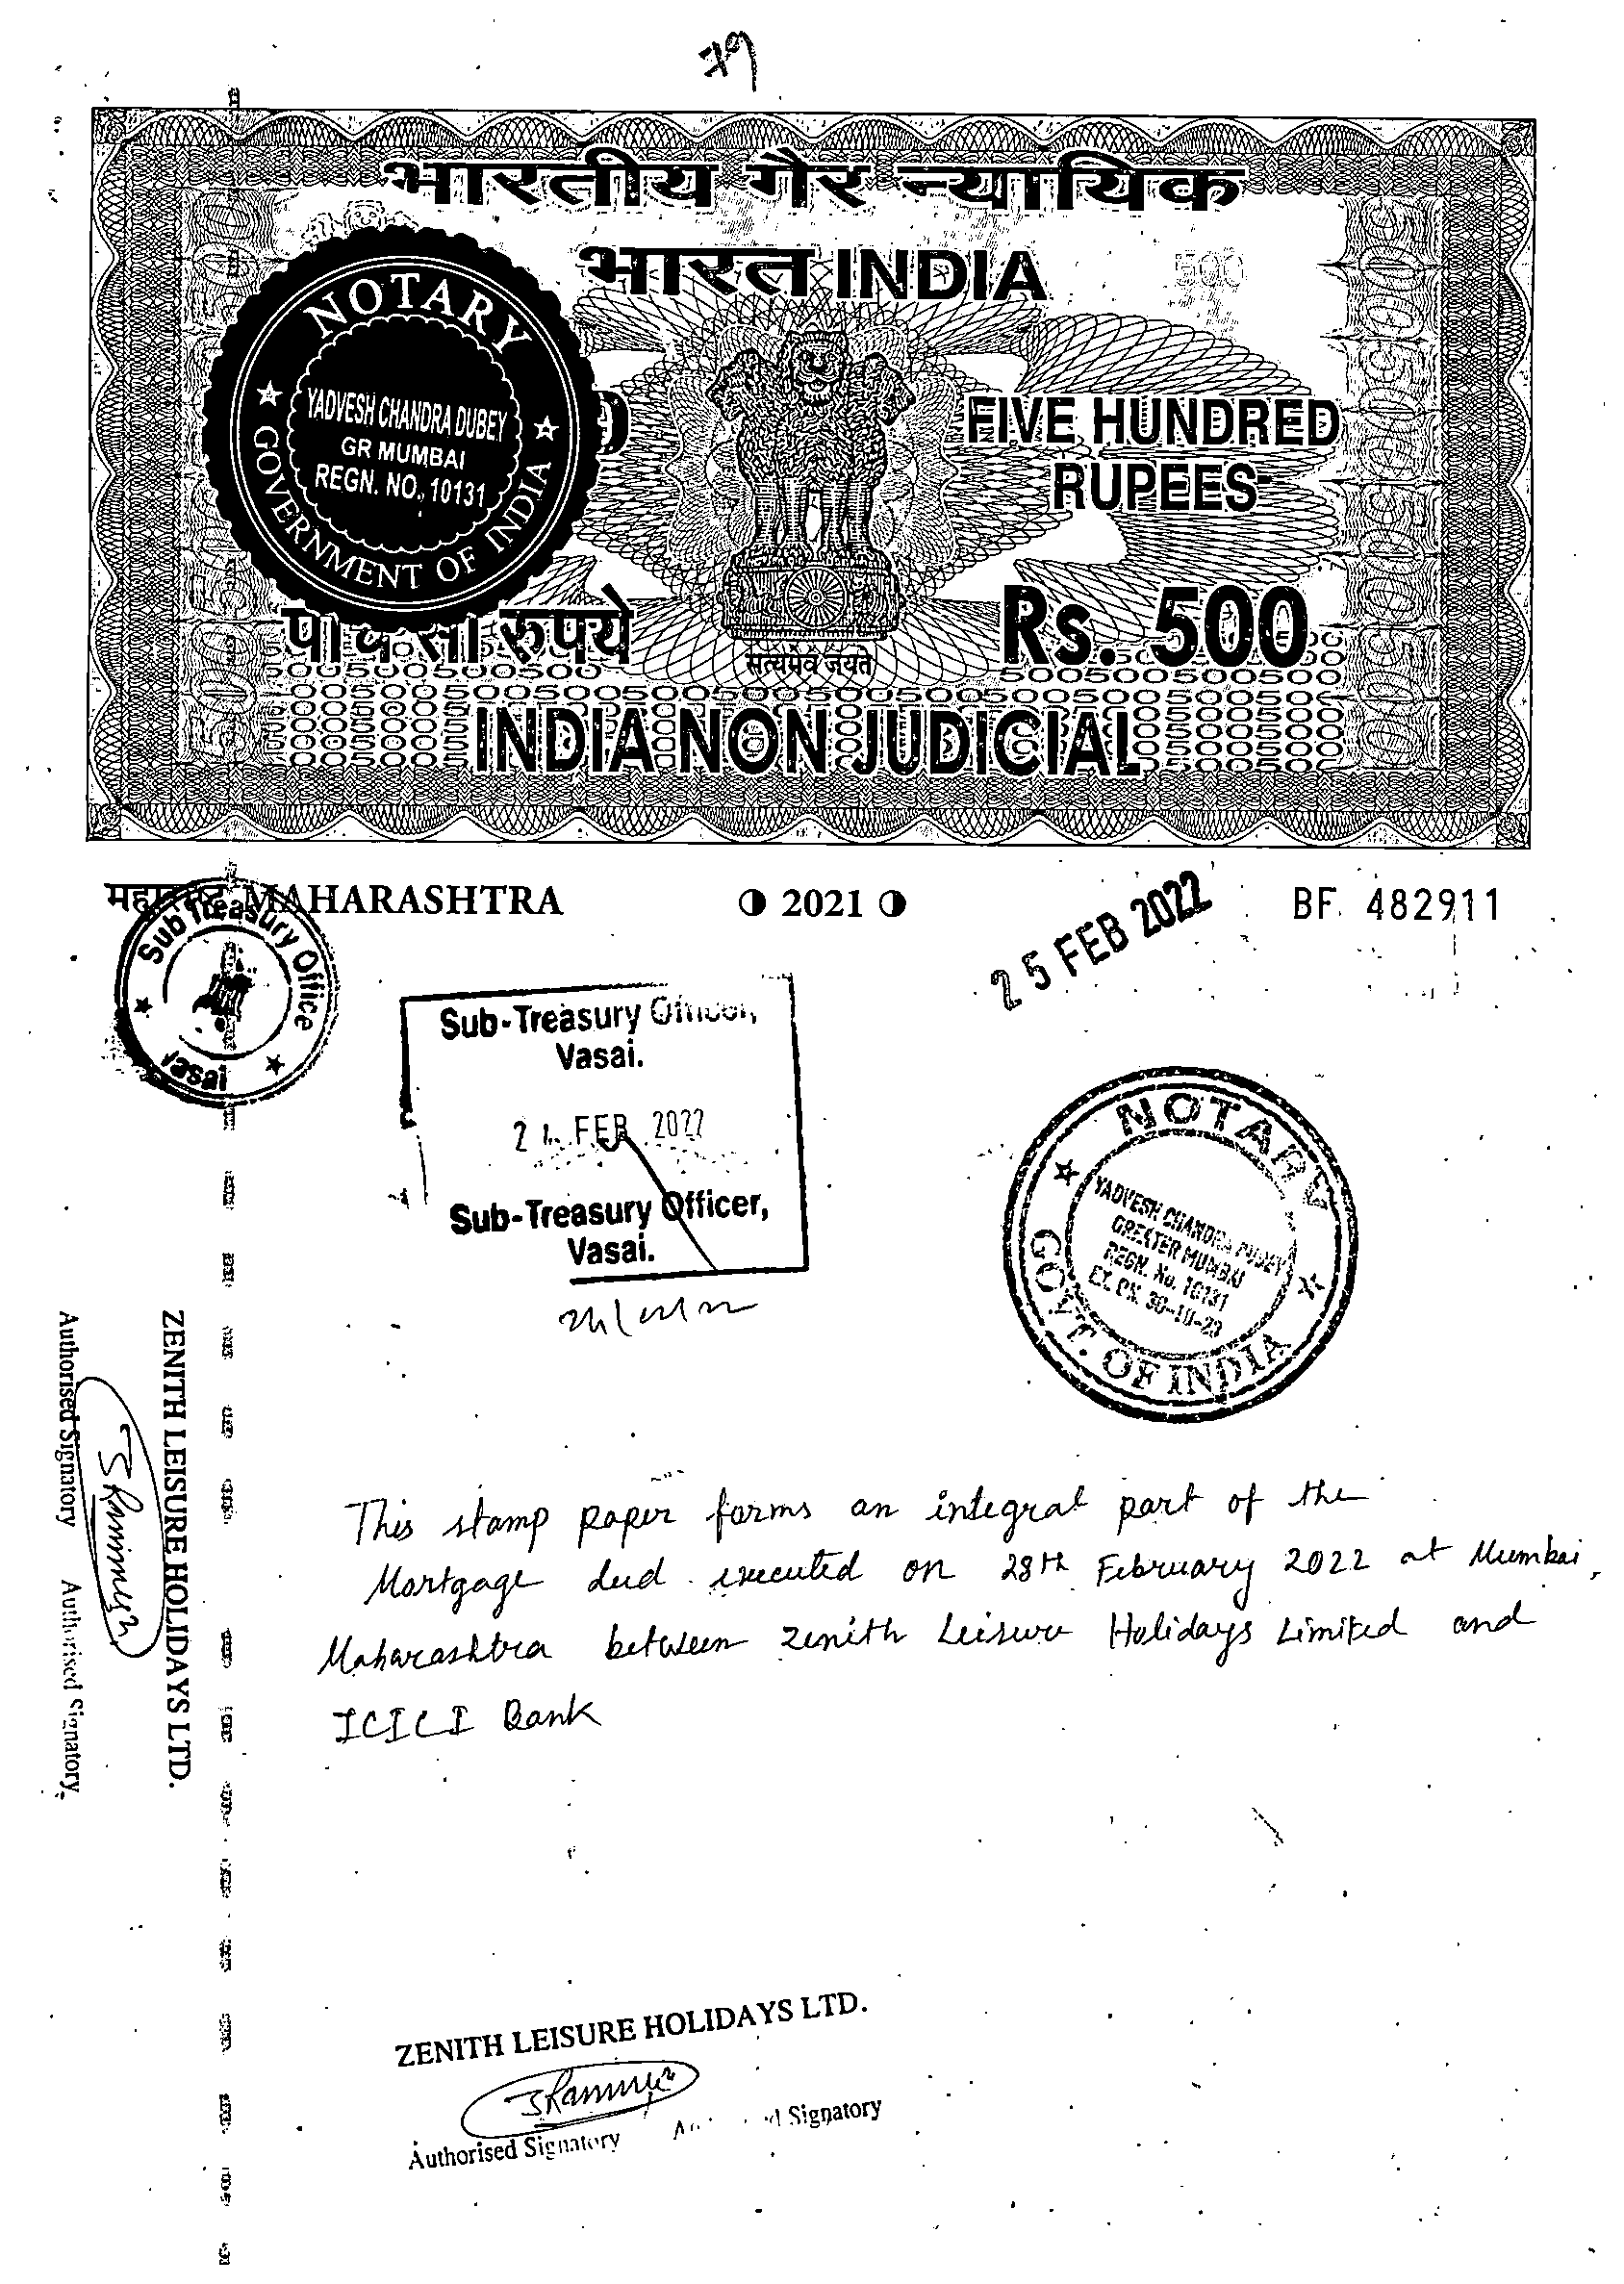 79
भारतीय गैर न्यायिक
भारत INDIA
500
NOTARY
YADVESH CHANDRA DUBEY
GR MUMBAI
REGN. NO. 10131
GOVERNMENT OF INDIA
FIVE HUNDRED
RUPEES
पाँच सौ रुपये
Rs. 500
सत्यमेव जयते
INDIA NON JUDICIAL
महाराष्ट्र MAHARASHTRA
2021
25 FEB 2022
BF 482911
Sub Treasury Office
Vasai
Sub-Treasury Officer,
Vasai.
FEB 2022
Sub-Treasury Officer,
Vasai.
NOTARY
YADVESH CHANDRA DUBEY
GREATER MUMBAI
REGN. No. 10131
EX. ON. 30-10-23
GOVT. OF INDIA
This stamp paper forms an integral part of the
Mortgage deed executed on 28th February 2022 at Mumbai,
Maharashtra between Zenith Leisure Holidays Limited and
ICICI Bank
ZENITH LEISURE HOLIDAYS LTD.
Authorised Signatory Authorised Signatory
ZENITH LEISURE HOLIDAYS LTD.
Authorised Signatory Signatory